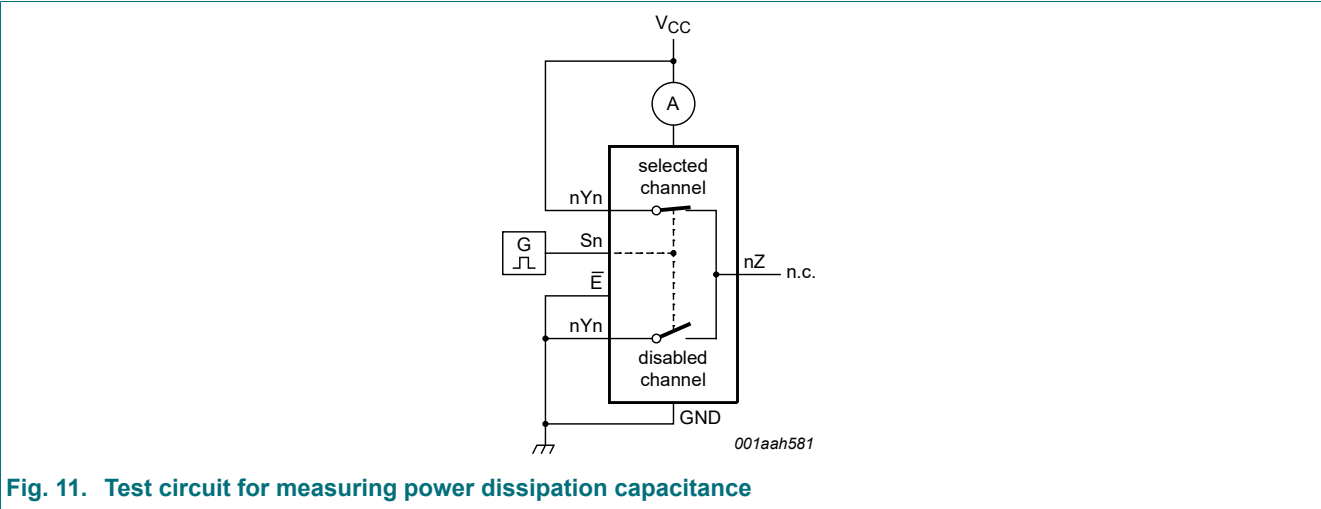 VCC
A
selected
channel
nYn
G
Sn
E̅
nZ
n.c.
nYn
disabled
channel
GND
001aah581
Fig. 11. Test circuit for measuring power dissipation capacitance